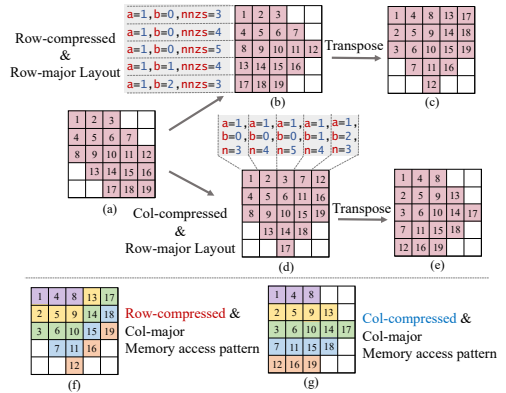 Row-compressed
&
Row-major Layout
a=1,b=0,nnzs=3
a=1,b=0,nnzs=4
a=1,b=0,nnzs=5
a=1,b=1,nnzs=4
a=1,b=2,nnzs=3
1 2 3
4 5 6 7
8 9 10 11 12
13 14 15 16
17 18 19
(b)
Transpose
1 4 8 13 17
2 5 9 14 18
3 6 10 15 19
7 11 16
12
(c)
1 2 3
4 5 6 7
8 9 10 11 12
13 14 15 16
17 18 19
(a)
Col-compressed
&
Row-major Layout
a=1, a=1, a=1, a=1, a=1,
b=0, b=0, b=0, b=1, b=2,
n=3 n=4 n=5 n=4 n=3
1 2 3 7 12
4 5 6 11 16
8 9 10 15 19
13 14 18
17
(d)
Transpose
1 4 8
2 5 9 13
3 6 10 14 17
7 11 15 18
12 16 19
(e)
1 4 8 13 17
2 5 9 14 18
3 6 10 15 19
7 11 16
12
(f)
Row-compressed &
Col-major
Memory access pattern
1 4 8
2 5 9 13
3 6 10 14 17
7 11 15 18
12 16 19
(g)
Col-compressed &
Col-major
Memory access pattern